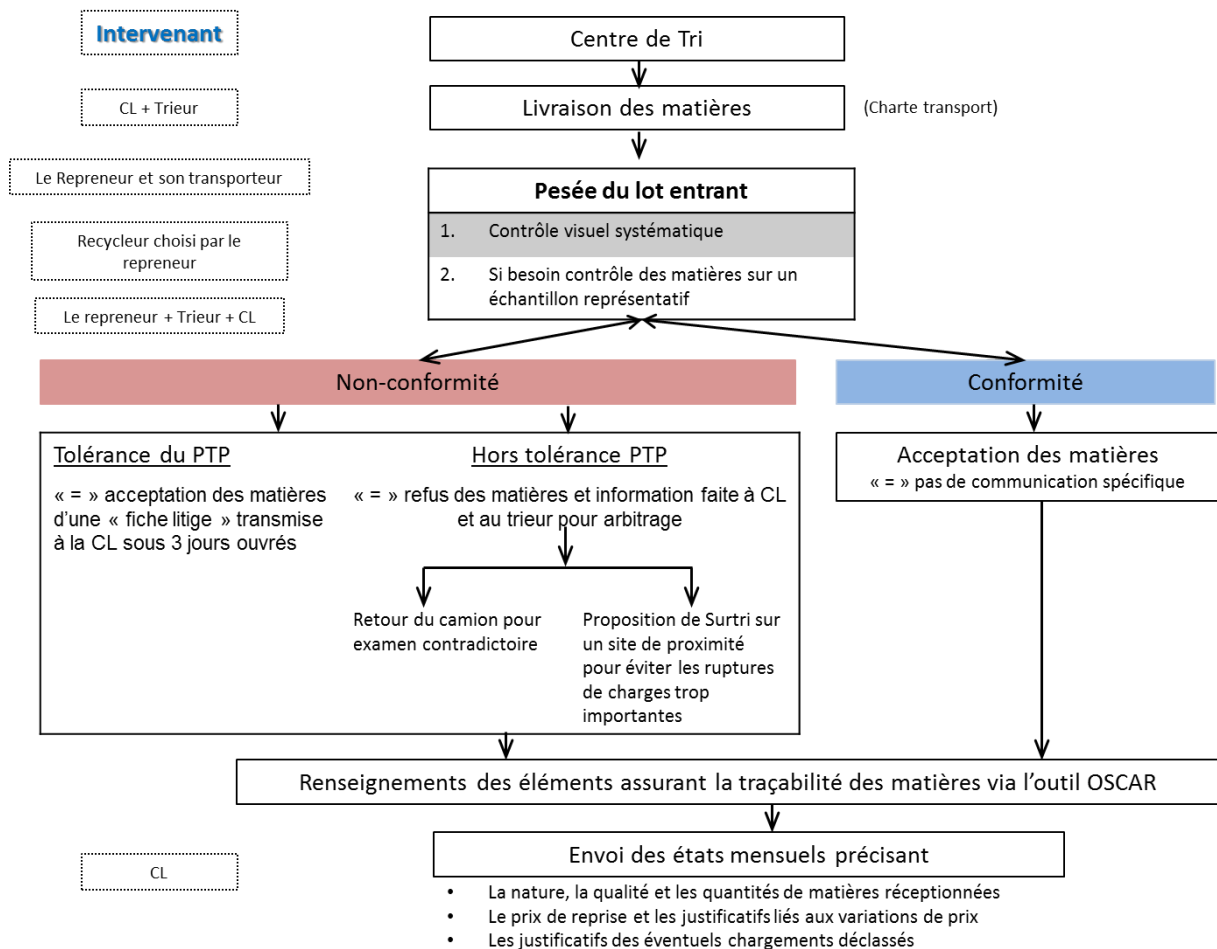 Intervenant
Centre de Tri
CL + Trieur
Livraison des matières
(Charte transport)
Le Repreneur et son transporteur
Pesée du lot entrant
Recycleur choisi par le
repreneur
1. Contrôle visuel systématique
2. Si besoin contrôle des matières sur un
échantillon représentatif
Le repreneur + Trieur + CL
Non-conformité
Conformité
Tolérance du PTP
« = » acceptation des matières
d'une « fiche litige » transmise
à la CL sous 3 jours ouvrés
Hors tolérance PTP
« = » refus des matières et information faite à CL
et au trieur pour arbitrage
Retour du camion pour
examen contradictoire
Proposition de Surtri sur
un site de proximité
pour éviter les ruptures
de charges trop
importantes
Acceptation des matières
« = » pas de communication spécifique
Renseignements des éléments assurant la traçabilité des matières via l'outil OSCAR
Envoi des états mensuels précisant
CL
• La nature, la qualité et les quantités de matières réceptionnées
• Le prix de reprise et les justificatifs liés aux variations de prix
• Les justificatifs des éventuels chargements déclassés